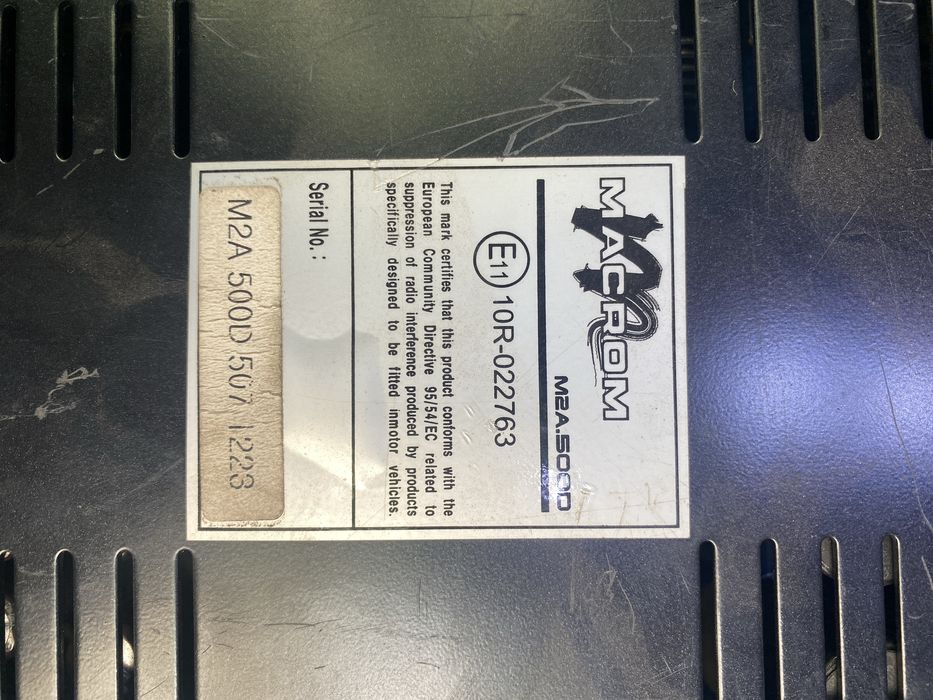 MACROM
M2A.500D
E11 10R-022763
This mark certifies that this product conforms with the
European Community Directive 95/54/EC related to
suppression of radio interference produced by products
specifically designed to be fitted inmotor vehicles.
Serial No.:
M2A 500D 507 1223